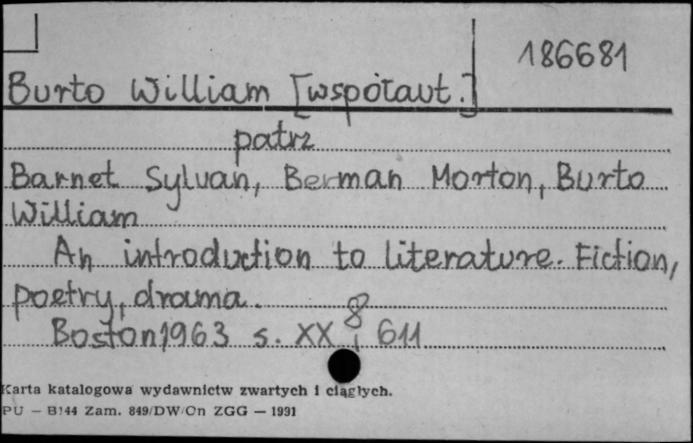 186681
Burto William [współaut.]
patrz
Barnet Sylvan, Berman Morton, Burto
William
An introduction to literature. Fiction,
poetry, drama.
Boston 1963 s. XX 8 , 611
Karta katalogowa wydawnictw zwartych i ciągłych.
PU — B144 Zam. 849/DW/On ZGG — 1991